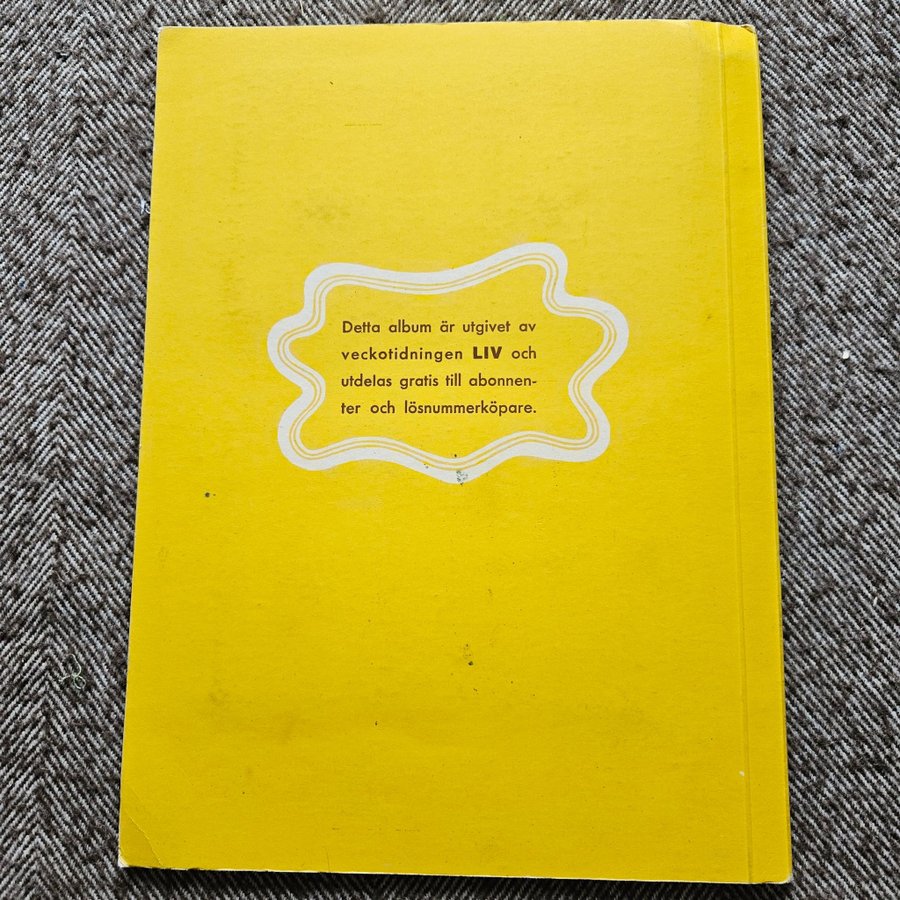 Detta album är utgivet av
veckotidningen LIV och
utdelas gratis till abonnen-
ter och lösnummerköpare.